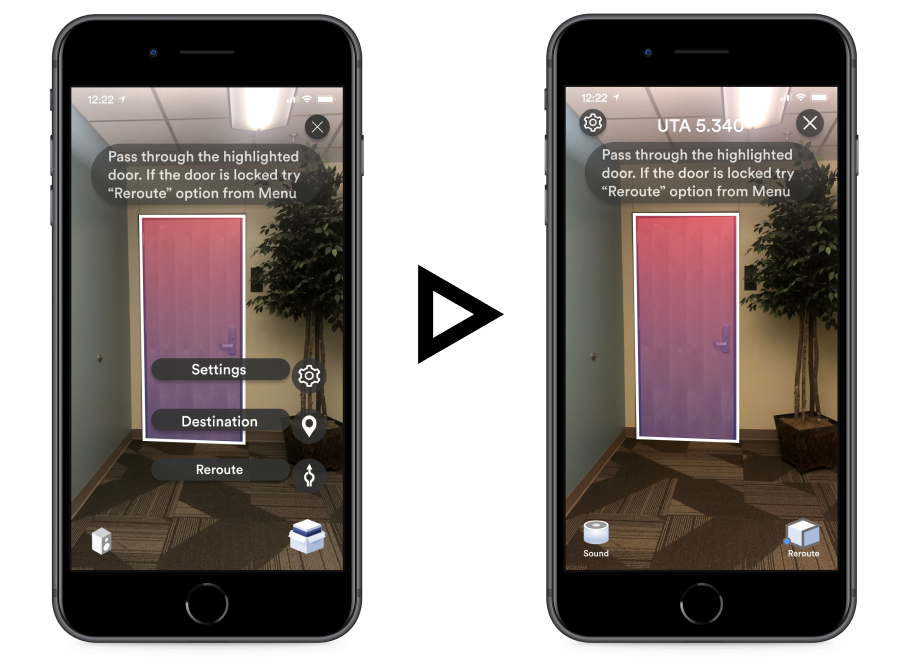 12:22
Pass through the highlighted
door. If the door is locked try
“Reroute” option from Menu
Settings
Destination
Reroute
12:22
UTA 5.340
Pass through the highlighted
door. If the door is locked try
“Reroute” option from Menu
Sound
Reroute